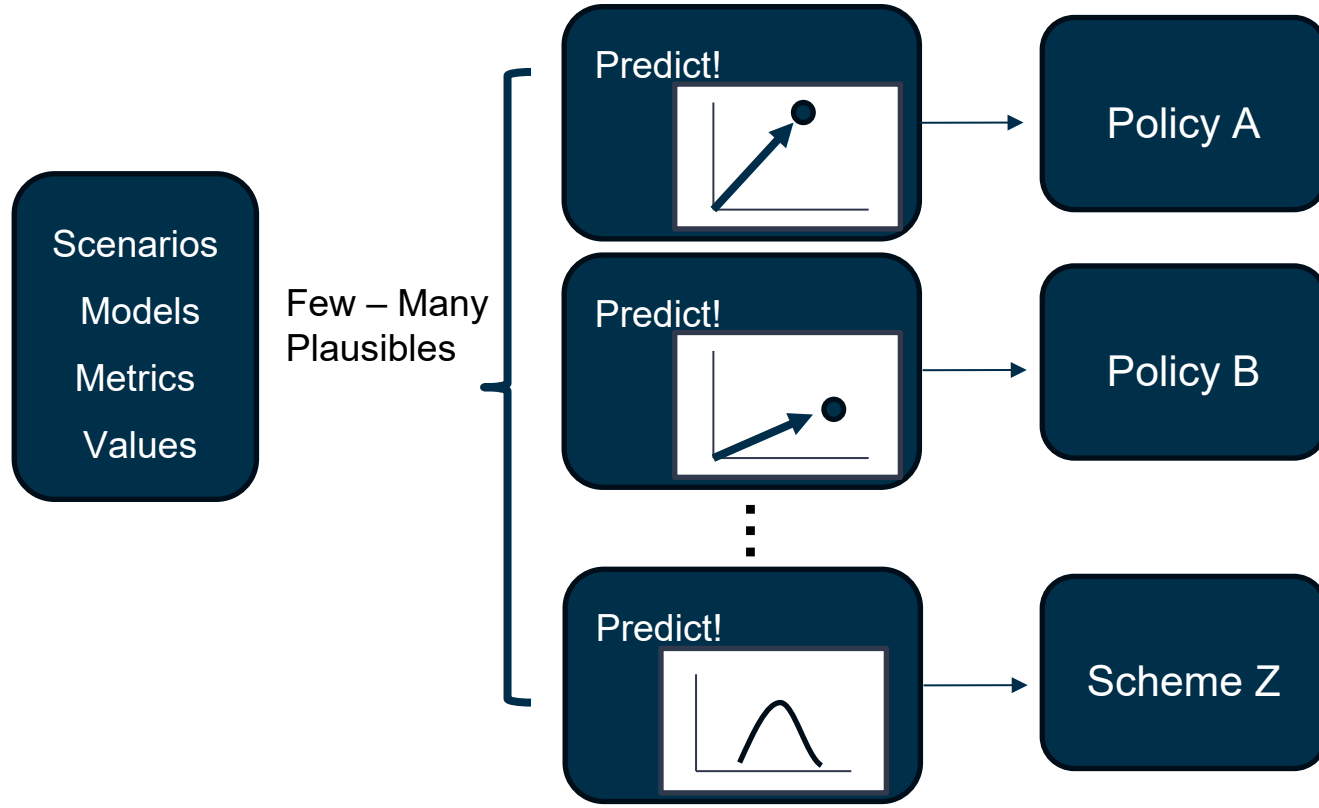 Scenarios
Models
Metrics
Values
Few – Many
Plausibles
Predict!
Policy A
Predict!
Policy B
Predict!
Scheme Z